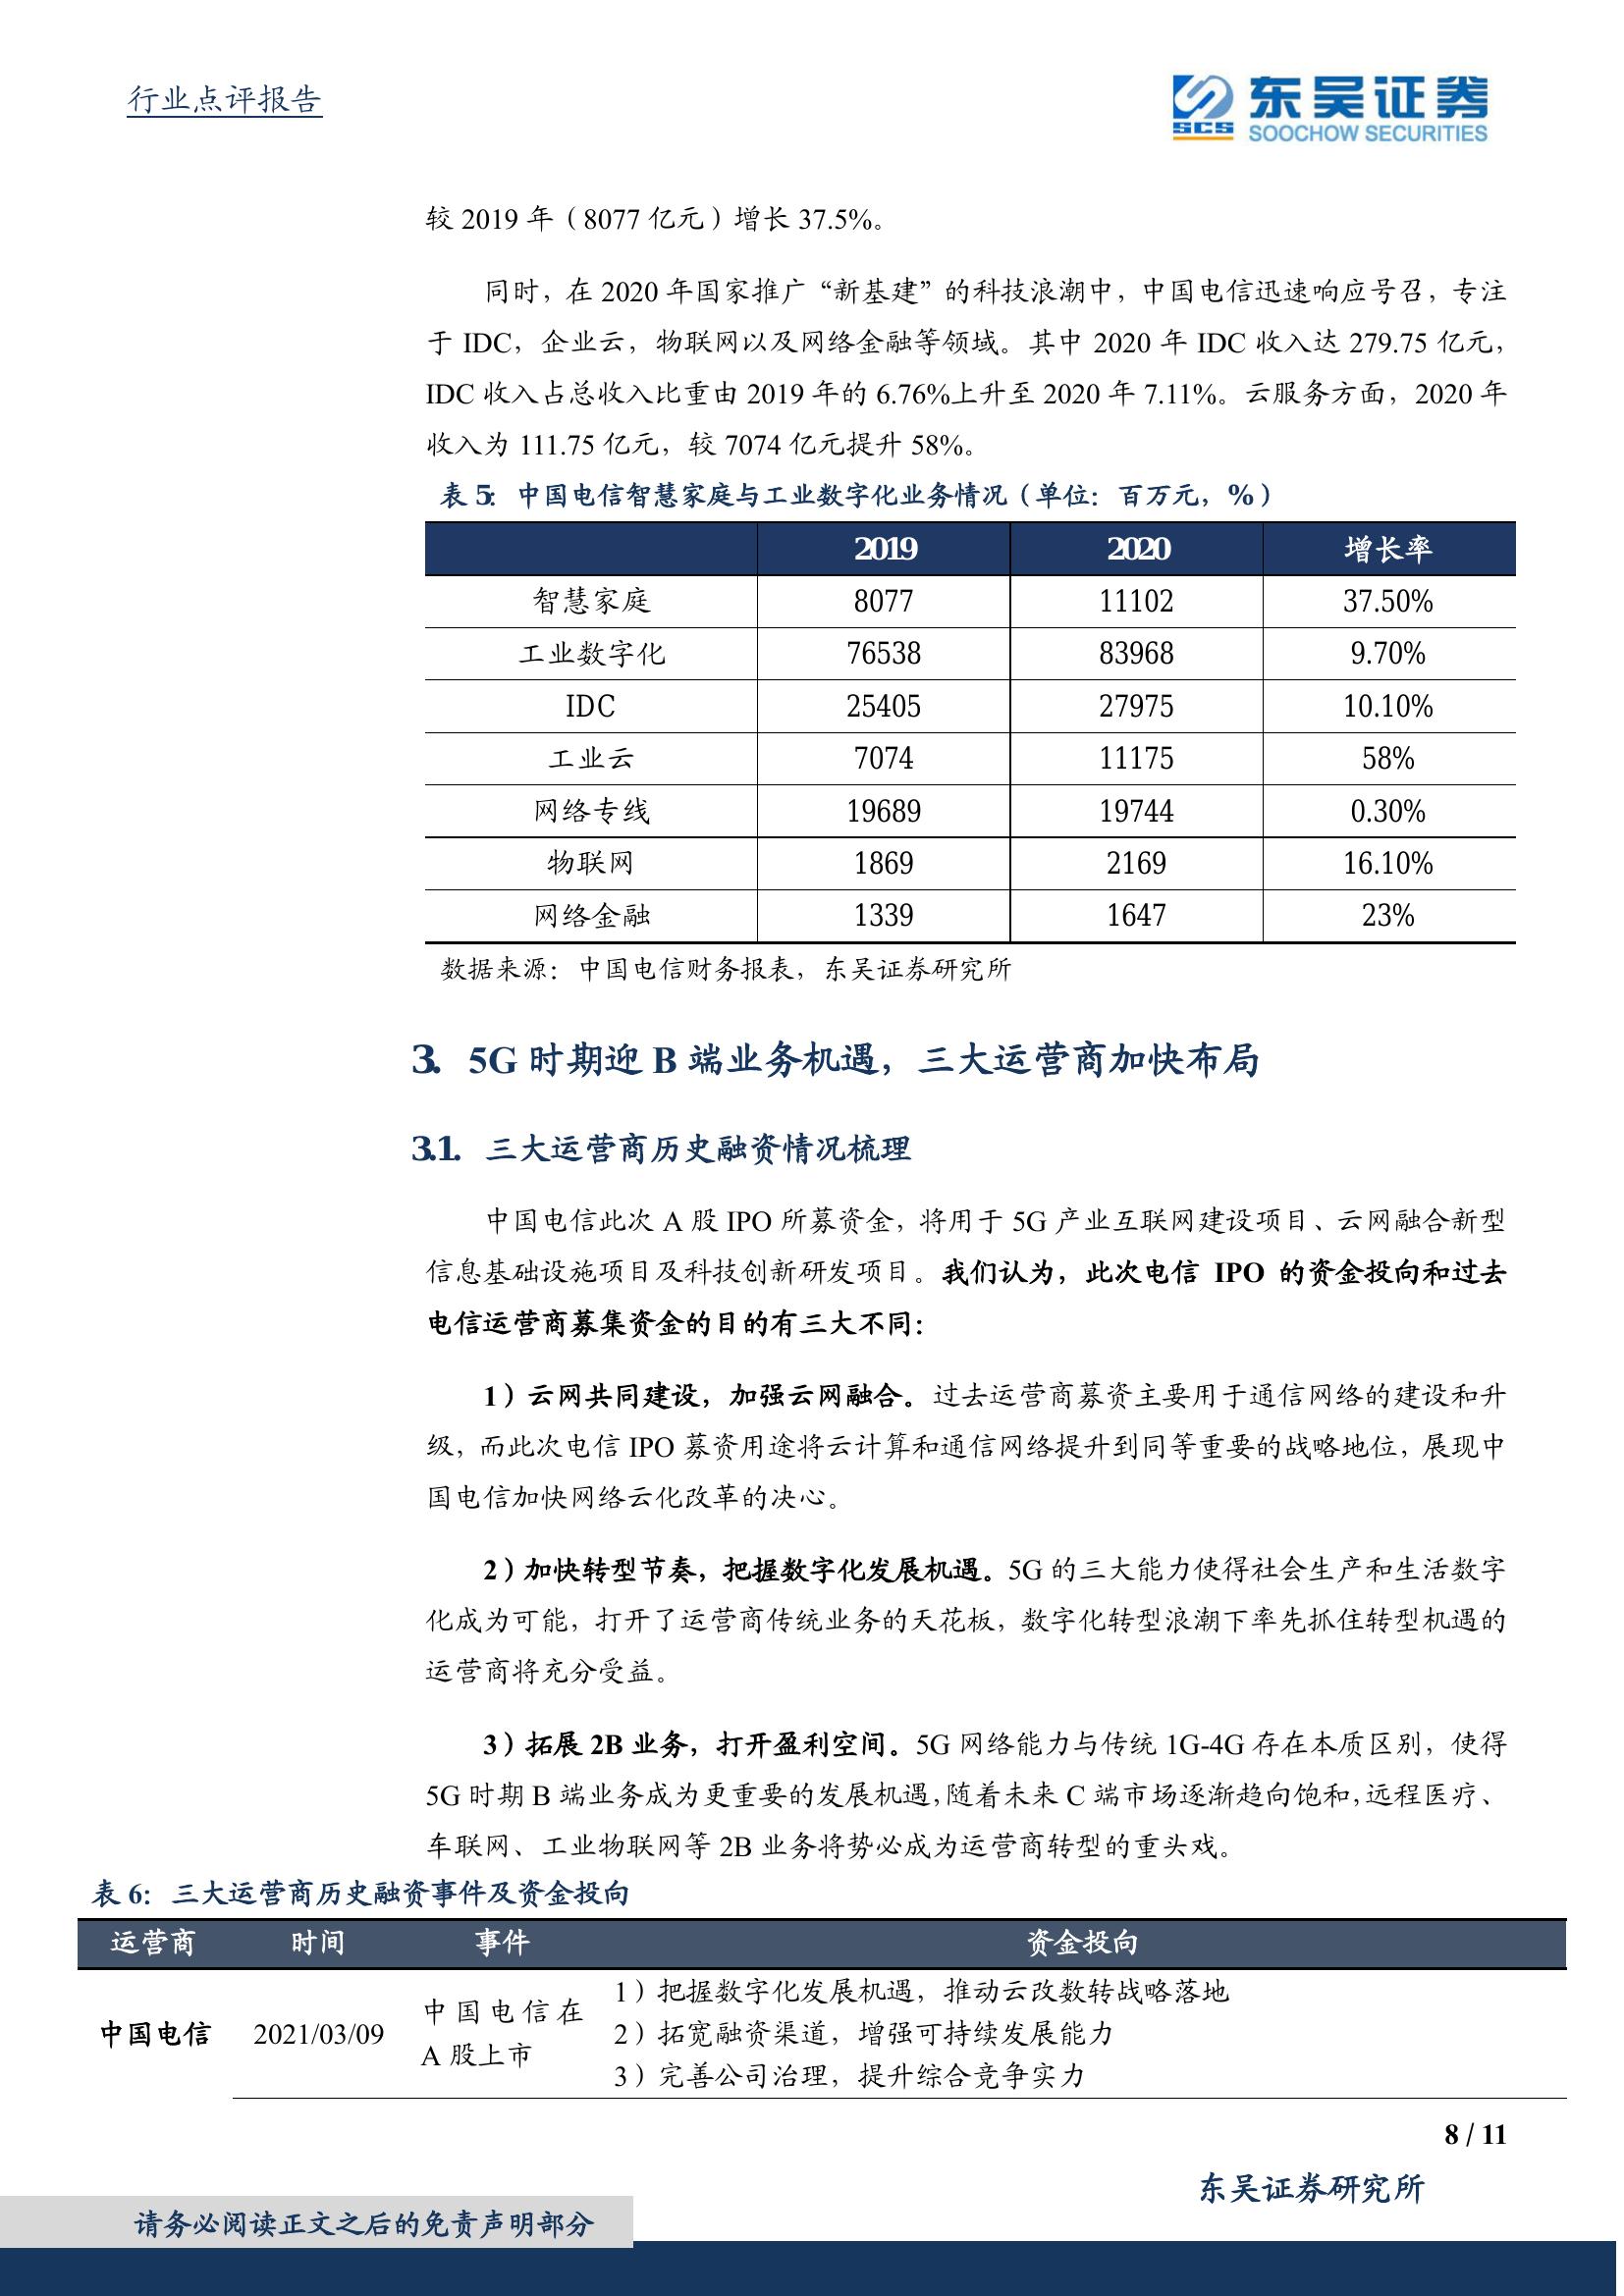 行业点评报告
SCS 东吴证券
SOOCHOW SECURITIES
较 2019 年（8077 亿元）增长 37.5%。
同时，在 2020 年国家推广“新基建”的科技浪潮中，中国电信迅速响应号召，专注
于 IDC，企业云，物联网以及网络金融等领域。其中 2020 年 IDC 收入达 279.75 亿元，
IDC 收入占总收入比重由 2019 年的 6.76%上升至 2020 年 7.11%。云服务方面，2020 年
收入为 111.75 亿元，较 7074 亿元提升 58%。
表 5：中国电信智慧家庭与工业数字化业务情况（单位：百万元，%）
2019 2020 增长率
智慧家庭 8077 11102 37.50%
工业数字化 76538 83968 9.70%
IDC 25405 27975 10.10%
工业云 7074 11175 58%
网络专线 19689 19744 0.30%
物联网 1869 2169 16.10%
网络金融 1339 1647 23%
数据来源：中国电信财务报表，东吴证券研究所
3. 5G 时期迎 B 端业务机遇，三大运营商加快布局
3.1. 三大运营商历史融资情况梳理
中国电信此次 A 股 IPO 所募资金，将用于 5G 产业互联网建设项目、云网融合新型
信息基础设施项目及科技创新研发项目。我们认为，此次电信 IPO 的资金投向和过去
电信运营商募集资金的目的有三大不同：
1）云网共同建设，加强云网融合。过去运营商募资主要用于通信网络的建设和升
级，而此次电信 IPO 募资用途将云计算和通信网络提升到同等重要的战略地位，展现中
国电信加快网络云化改革的决心。
2）加快转型节奏，把握数字化发展机遇。5G 的三大能力使得社会生产和生活数字
化成为可能，打开了运营商传统业务的天花板，数字化转型浪潮下率先抓住转型机遇的
运营商将充分受益。
3）拓展 2B 业务，打开盈利空间。5G 网络能力与传统 1G-4G 存在本质区别，使得
5G 时期 B 端业务成为更重要的发展机遇，随着未来 C 端市场逐渐趋向饱和，远程医疗、
车联网、工业物联网等 2B 业务将势必成为运营商转型的重头戏。
表 6：三大运营商历史融资事件及资金投向
运营商 时间 事件 资金投向
中国电信 2021/03/09 中国电信在
A 股上市
1）把握数字化发展机遇，推动云改数转战略落地
2）拓宽融资渠道，增强可持续发展能力
3）完善公司治理，提升综合竞争实力
8 / 11
东吴证券研究所
请务必阅读正文之后的免责声明部分